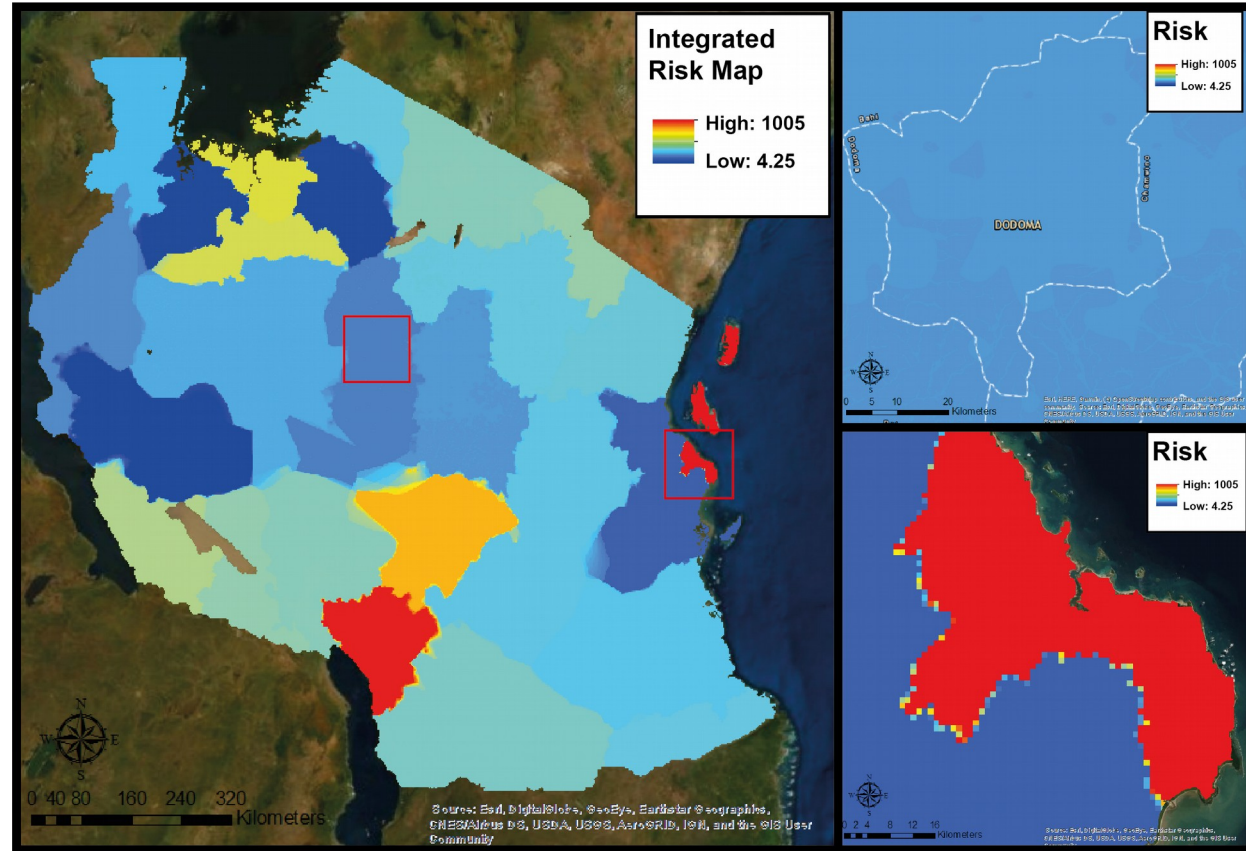 Integrated
Risk Map
High: 1005
Low: 4.25
N
W E
S
0 40 80 160 240 320
Kilometers
Source: Esri, DigitalGlobe, GeoEye, Earthstar Geographics,
CNES/Airbus DS, USDA, USGS, AeroGRID, IGN, and the GIS User
Community
Risk
High: 1005
Low: 4.25
Bahi
Dodoma
Chamwino
DODOMA
N
W E
S
0 5 10 20
Kilometers
Risk
High: 1005
Low: 4.25
N
W E
S
0 2 4 8 12 16
Kilometers